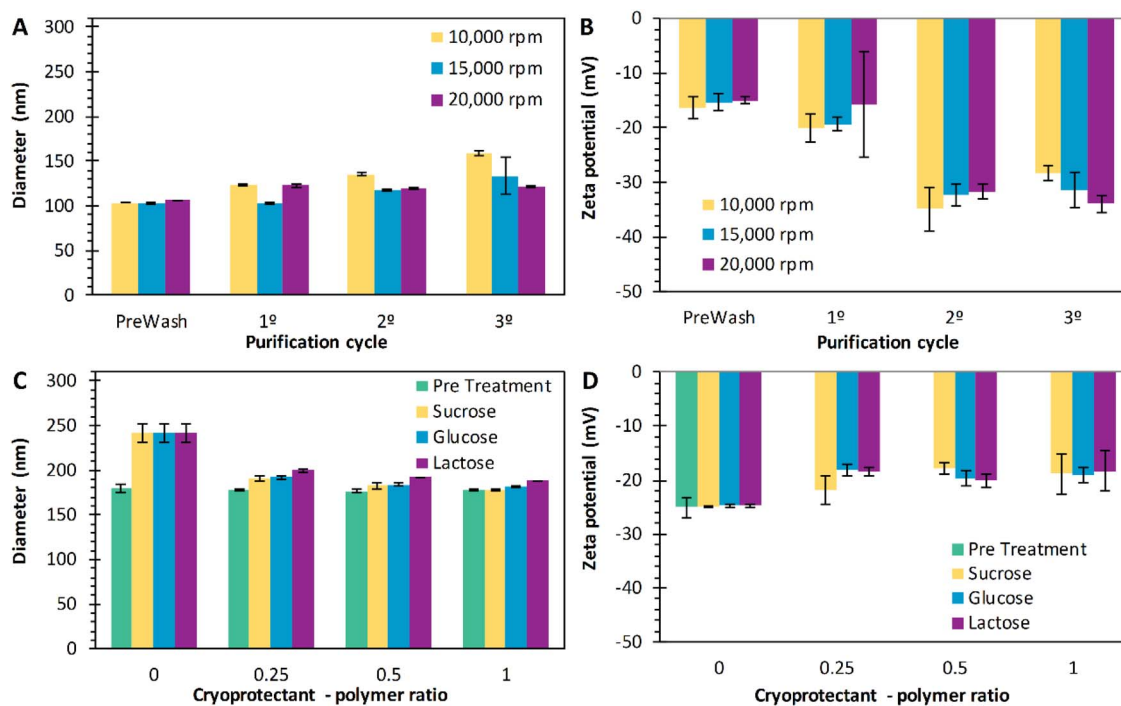 A
300
250
200
150
100
50
0
Diameter (nm)
10,000 rpm
15,000 rpm
20,000 rpm
PreWash 1º 2º 3º
Purification cycle
B
0
-10
-20
-30
-40
-50
Zeta potential (mV)
10,000 rpm
15,000 rpm
20,000 rpm
PreWash 1º 2º 3º
Purification cycle
C
300
250
200
150
100
50
0
Diameter (nm)
Pre Treatment
Sucrose
Glucose
Lactose
0 0.25 0.5 1
Cryoprotectant - polymer ratio
D
0
-10
-20
-30
-40
-50
Zeta potential (mV)
Pre Treatment
Sucrose
Glucose
Lactose
0 0.25 0.5 1
Cryoprotectant - polymer ratio